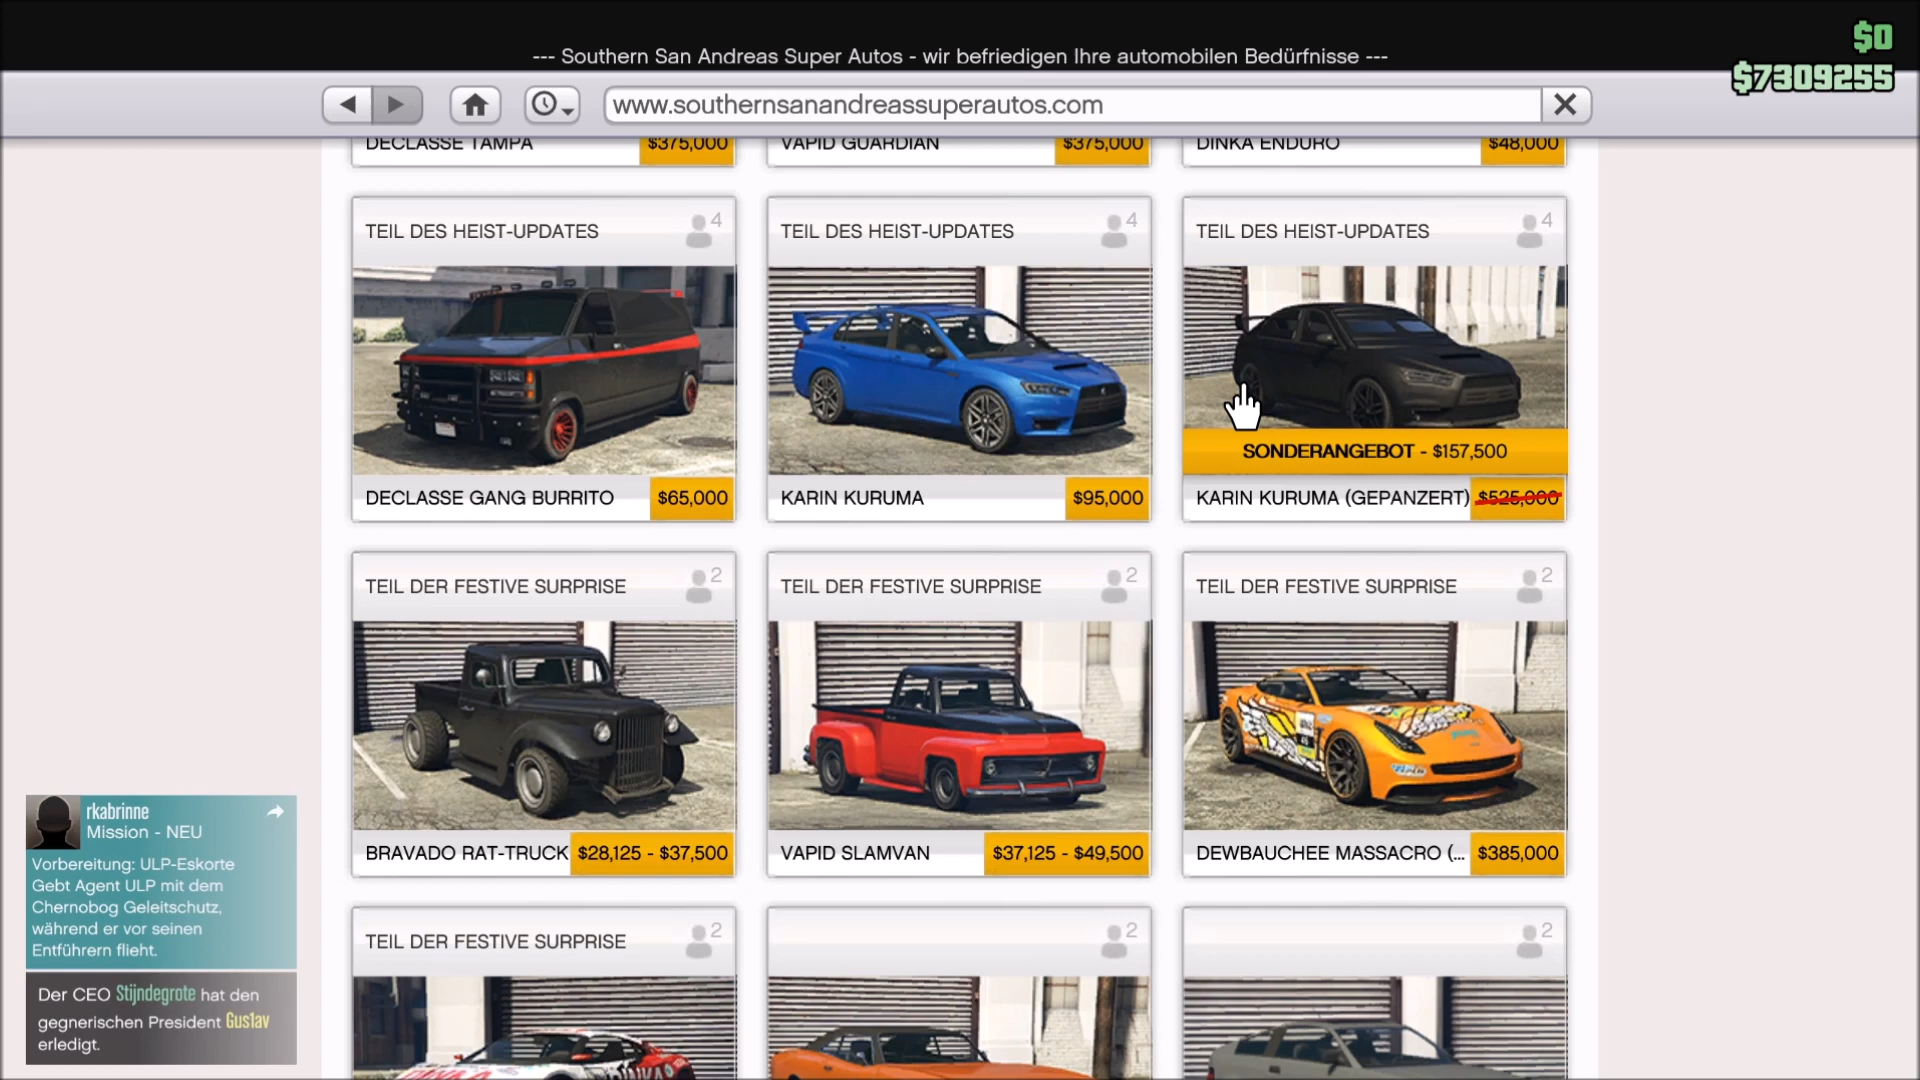 --- Southern San Andreas Super Autos - wir befriedigen Ihre automobilen Bedürfnisse ---
$0
$7309255
www.southernsanandreassuperautos.com
DECLASSE TAMPA $375,000
VAPID GUARDIAN $375,000
DINKA ENDURO $48,000
TEIL DES HEIST-UPDATES 4
TEIL DES HEIST-UPDATES 4
TEIL DES HEIST-UPDATES 4
SONDERANGEBOT - $157,500
DECLASSE GANG BURRITO $65,000
KARIN KURUMA $95,000
KARIN KURUMA (GEPANZERT) $525,000
TEIL DER FESTIVE SURPRISE 2
TEIL DER FESTIVE SURPRISE 2
TEIL DER FESTIVE SURPRISE 2
BRAVADO RAT-TRUCK $28,125 - $37,500
VAPID SLAMVAN $37,125 - $49,500
DEWBAUCHEE MASSACRO (... $385,000
TEIL DER FESTIVE SURPRISE 2
2
2
rkabrinne
Mission - NEU
Vorbereitung: ULP-Eskorte
Gebt Agent ULP mit dem
Chernobog Geleitschutz,
während er vor seinen
Entführern flieht.
Der CEO Stijndegrote hat den
gegnerischen President Gus1av
erledigt.